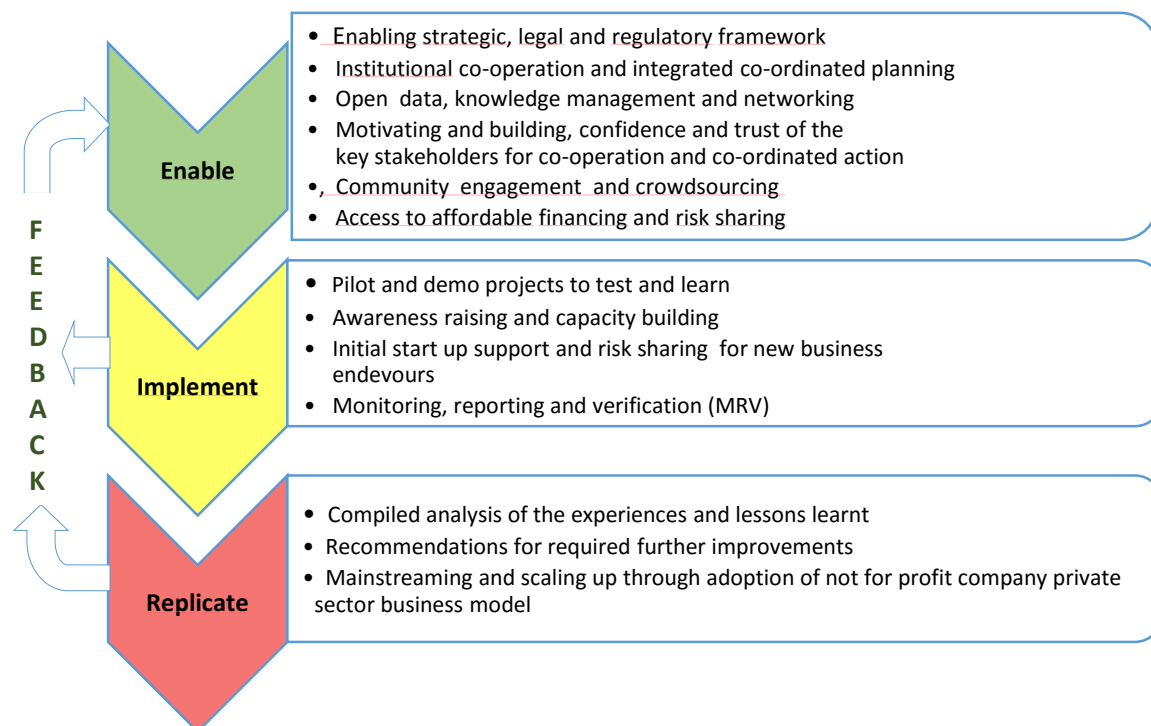 • Enabling strategic, legal and regulatory framework
• Institutional co-operation and integrated co-ordinated planning
• Open data, knowledge management and networking
• Motivating and building, confidence and trust of the
key stakeholders for co-operation and co-ordinated action
•, Community engagement and crowdsourcing
• Access to affordable financing and risk sharing
Enable
• Pilot and demo projects to test and learn
• Awareness raising and capacity building
• Initial start up support and risk sharing for new business
endevours
• Monitoring, reporting and verification (MRV)
Implement
• Compiled analysis of the experiences and lessons learnt
• Recommendations for required further improvements
• Mainstreaming and scaling up through adoption of not for profit company private
sector business model
Replicate
F
E
E
D
B
A
C
K